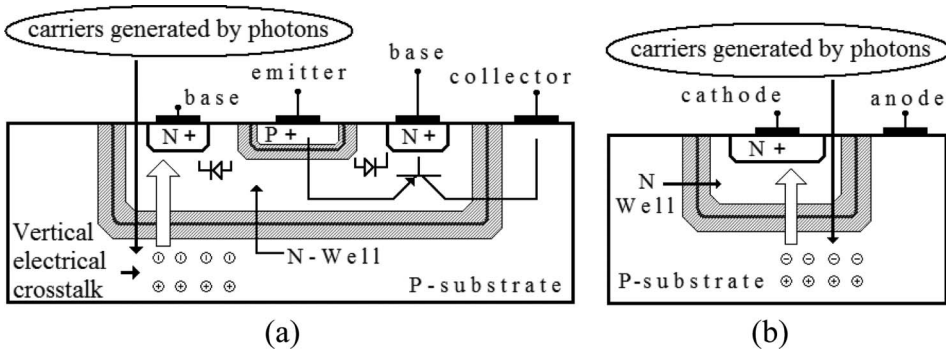 carriers generated by photons
base
emitter
base
collector
N +
P +
N +
Vertical
electrical
crosstalk
N-Well
P-substrate
(a)
carriers generated by photons
cathode
anode
N +
N
Well
P-substrate
(b)